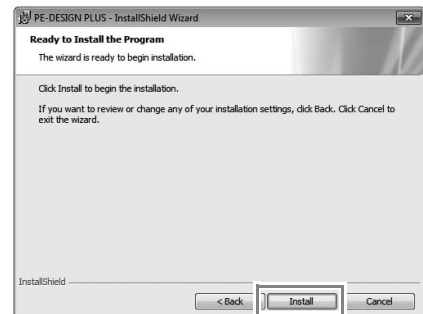 PE-DESIGN PLUS - InstallShield Wizard
Ready to Install the Program
The wizard is ready to begin installation.
Click Install to begin the installation.
If you want to review or change any of your installation settings, click Back. Click Cancel to
exit the wizard.
InstallShield
< Back Install Cancel